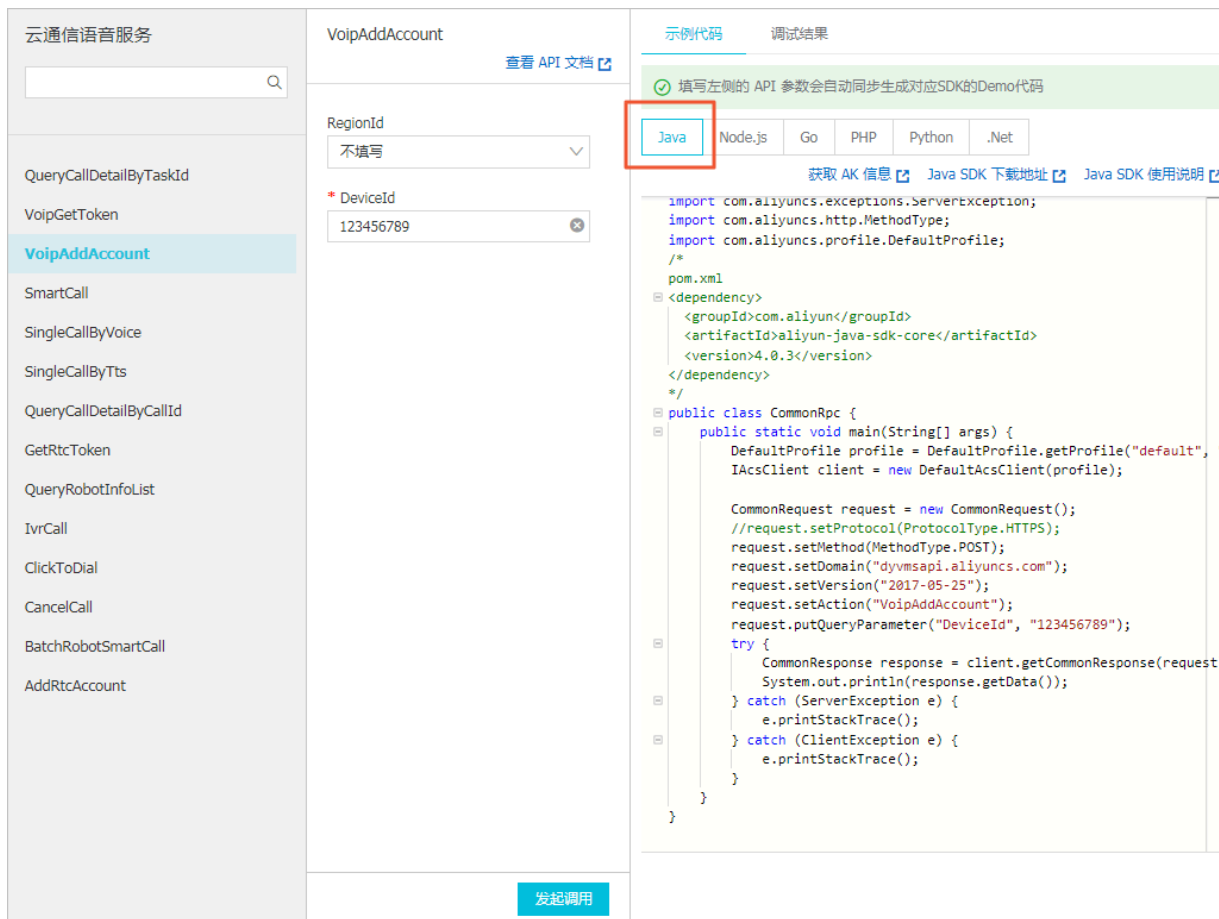 云通信语音服务
QueryCallDetailByTaskId
VoipGetToken
VoipAddAccount
SmartCall
SingleCallByVoice
SingleCallByTts
QueryCallDetailByCallId
GetRtcToken
QueryRobotInfoList
IvrCall
ClickToDial
CancelCall
BatchRobotSmartCall
AddRtcAccount
VoipAddAccount
查看 API 文档
RegionId
不填写
* DeviceId
123456789
发起调用
示例代码 调试结果
填写左侧的 API 参数会自动同步生成对应SDK的Demo代码
Java Node.js Go PHP Python .Net
获取 AK 信息 Java SDK 下载地址 Java SDK 使用说明
import com.aliyuncs.exceptions.ServerException;
import com.aliyuncs.http.MethodType;
import com.aliyuncs.profile.DefaultProfile;
/*
pom.xml
<dependency>
<groupId>com.aliyun</groupId>
<artifactId>aliyun-java-sdk-core</artifactId>
<version>4.0.3</version>
</dependency>
*/
public class CommonRpc {
public static void main(String[] args) {
DefaultProfile profile = DefaultProfile.getProfile("default",
IAcsClient client = new DefaultAcsClient(profile);
CommonRequest request = new CommonRequest();
//request.setProtocol(ProtocolType.HTTPS);
request.setMethod(MethodType.POST);
request.setDomain("dyvmsapi.aliyuncs.com");
request.setVersion("2017-05-25");
request.setAction("VoipAddAccount");
request.putQueryParameter("DeviceId", "123456789");
try {
CommonResponse response = client.getCommonResponse(request
System.out.println(response.getData());
} catch (ServerException e) {
e.printStackTrace();
} catch (ClientException e) {
e.printStackTrace();
}
}
}